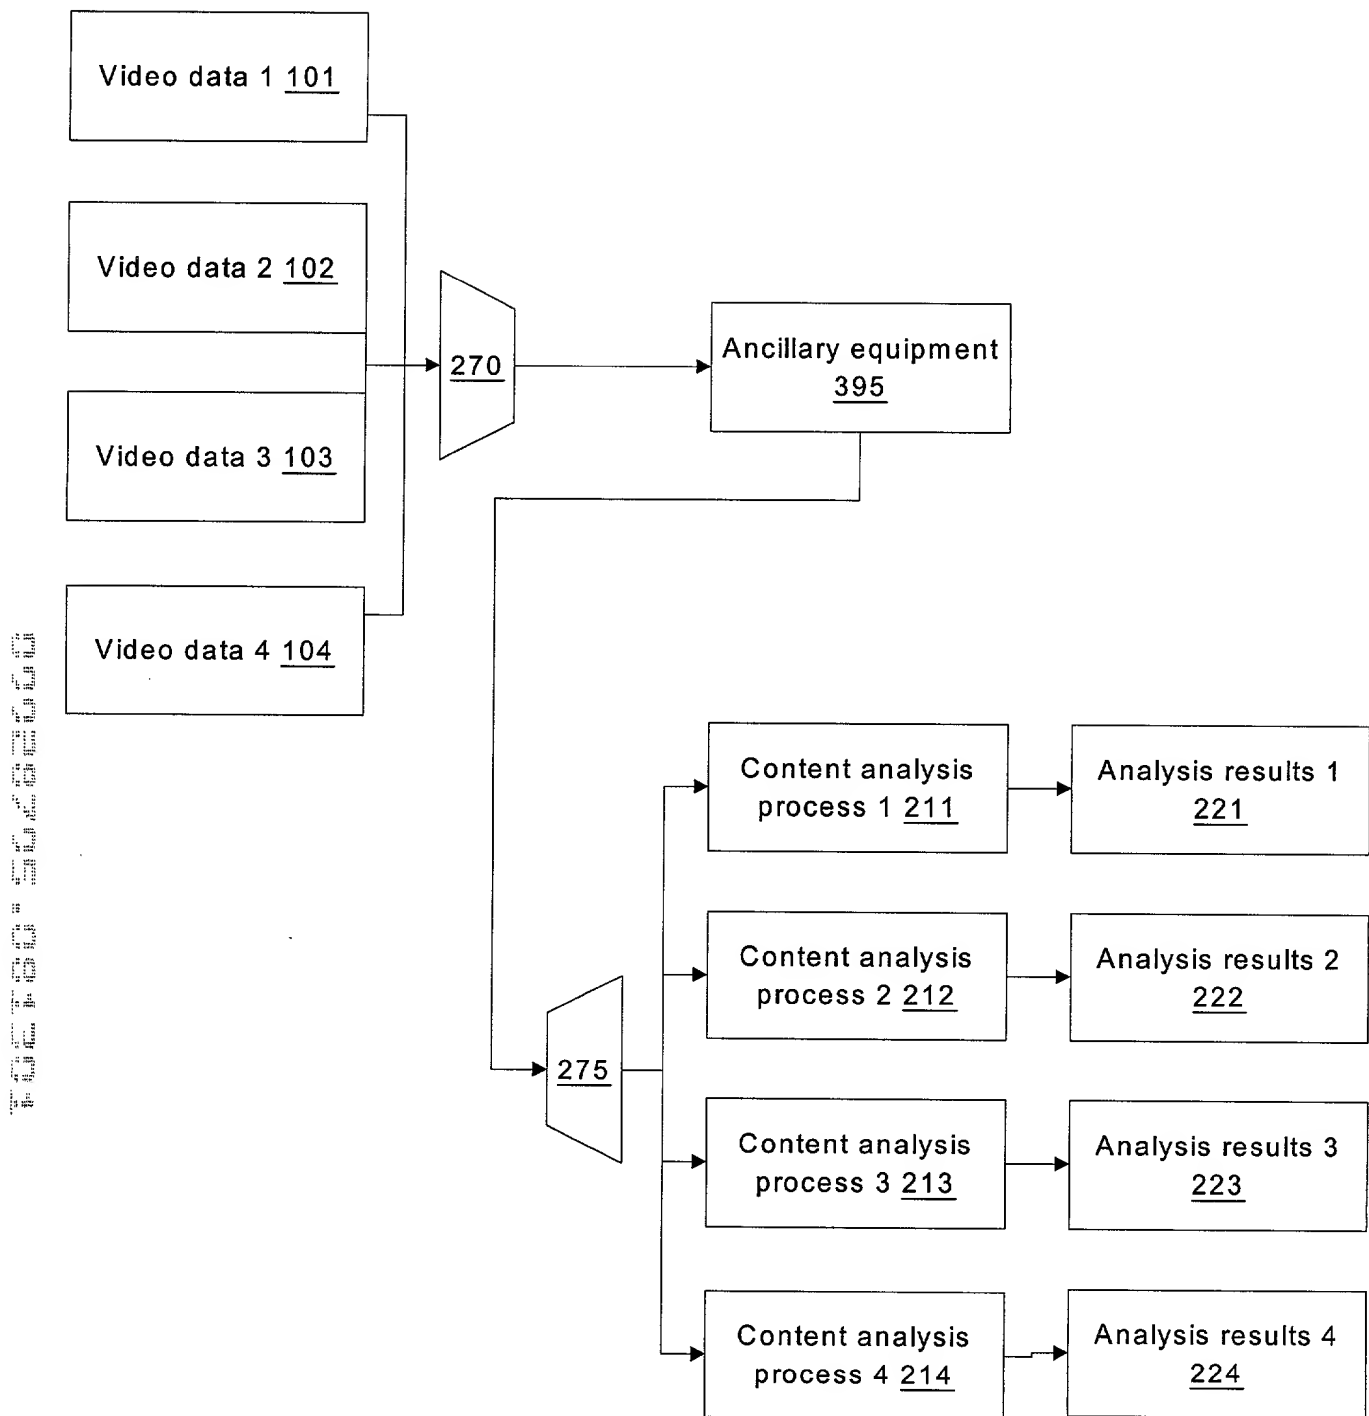 Video data 1 101
Video data 2 102
270
Ancillary equipment
395
Video data 3 103
Video data 4 104
Content analysis
process 1 211
Analysis results 1
221
Content analysis
process 2 212
Analysis results 2
222
275
Content analysis
process 3 213
Analysis results 3
223
Content analysis
process 4 214
Analysis results 4
224